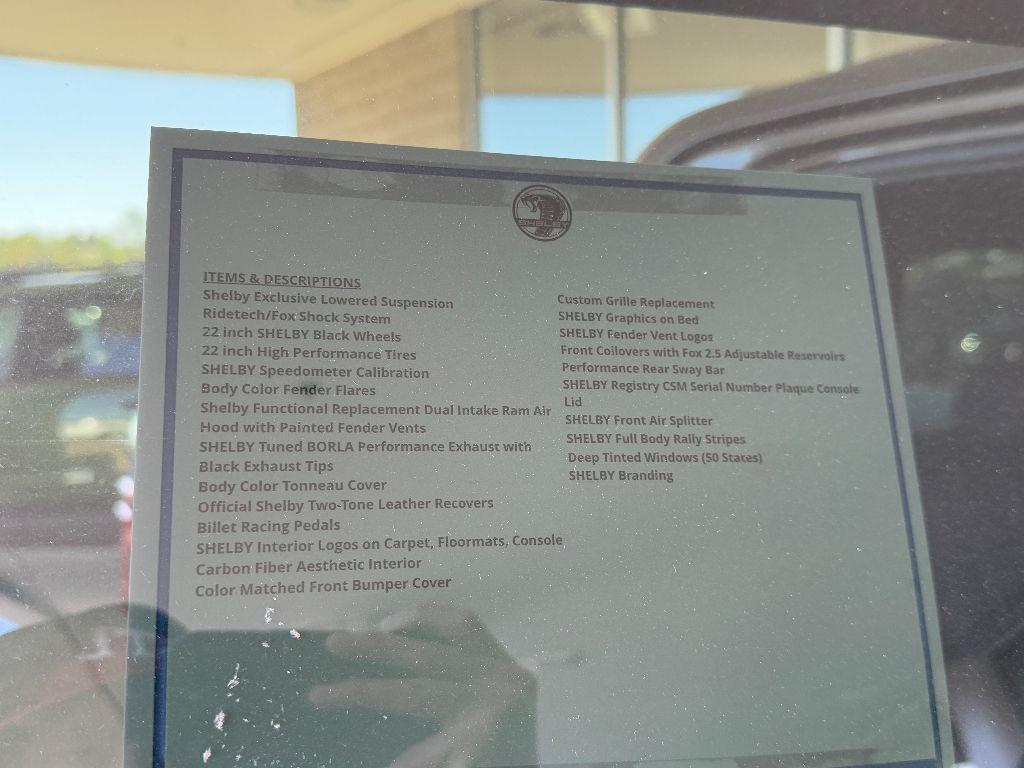 SHELBY
ITEMS & DESCRIPTIONS
Shelby Exclusive Lowered Suspension
Ridetech/Fox Shock System
22 inch SHELBY Black Wheels
22 inch High Performance Tires
SHELBY Speedometer Calibration
Body Color Fender Flares
Shelby Functional Replacement Dual Intake Ram Air
Hood with Painted Fender Vents
SHELBY Tuned BORLA Performance Exhaust with
Black Exhaust Tips
Body Color Tonneau Cover
Official Shelby Two-Tone Leather Recovers
Billet Racing Pedals
SHELBY Interior Logos on Carpet, Floormats, Console
Carbon Fiber Aesthetic Interior
Color Matched Front Bumper Cover
Custom Grille Replacement
SHELBY Graphics on Bed
SHELBY Fender Vent Logos
Front Coilovers with Fox 2.5 Adjustable Reservoirs
Performance Rear Sway Bar
SHELBY Registry CSM Serial Number Plaque Console
Lid
SHELBY Front Air Splitter
SHELBY Full Body Rally Stripes
Deep Tinted Windows (50 States)
SHELBY Branding